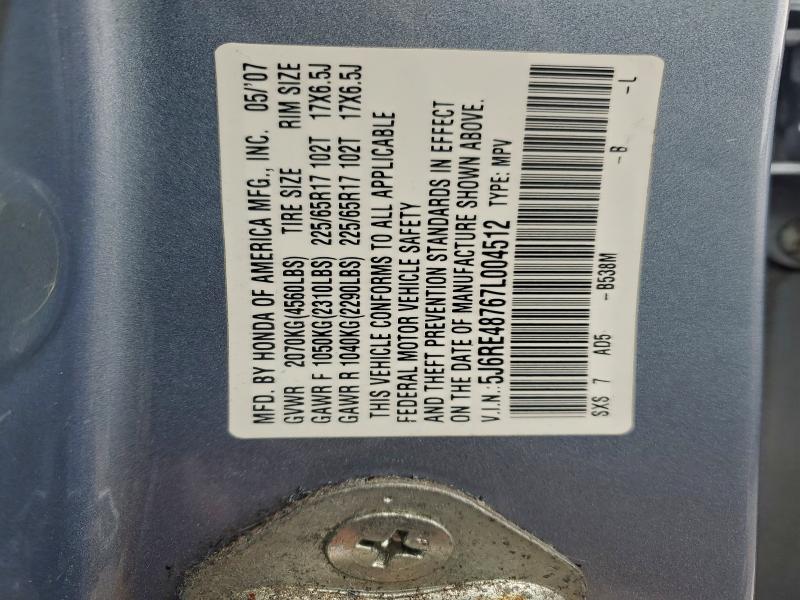 MFD. BY HONDA OF AMERICA MFG., INC. 05/'07
GVWR 2070KG(4560LBS) TIRE SIZE RIM SIZE
GAWR F 1050KG(2310LBS) 225/65R17 102T 17X6.5J
GAWR R 1040KG(2290LBS) 225/65R17 102T 17X6.5J
THIS VEHICLE CONFORMS TO ALL APPLICABLE
FEDERAL MOTOR VEHICLE SAFETY
AND THEFT PREVENTION STANDARDS IN EFFECT
ON THE DATE OF MANUFACTURE SHOWN ABOVE.
V.I.N.:5J6RE48767L004512 TYPE: MPV
SXS 7 AD5 -B538M -B -L